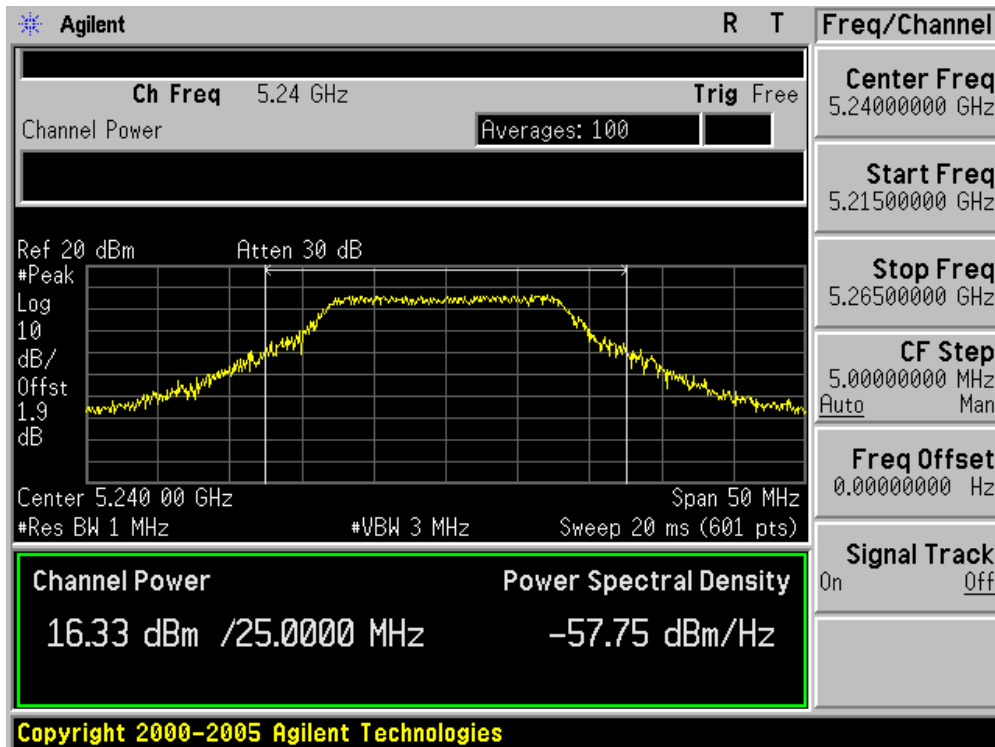 Agilent R T Freq/Channel
Ch Freq 5.24 GHz Trig Free
Channel Power Averages: 100
Ref 20 dBm Atten 30 dB
#Peak
Log
10
dB/
Offst
1.9
dB
Center 5.240 00 GHz Span 50 MHz
#Res BW 1 MHz #VBW 3 MHz Sweep 20 ms (601 pts)
Channel Power Power Spectral Density
16.33 dBm /25.0000 MHz -57.75 dBm/Hz
Center Freq
5.24000000 GHz
Start Freq
5.21500000 GHz
Stop Freq
5.26500000 GHz
CF Step
5.00000000 MHz
Auto Man
Freq Offset
0.00000000 Hz
Signal Track
On Off
Copyright 2000-2005 Agilent Technologies